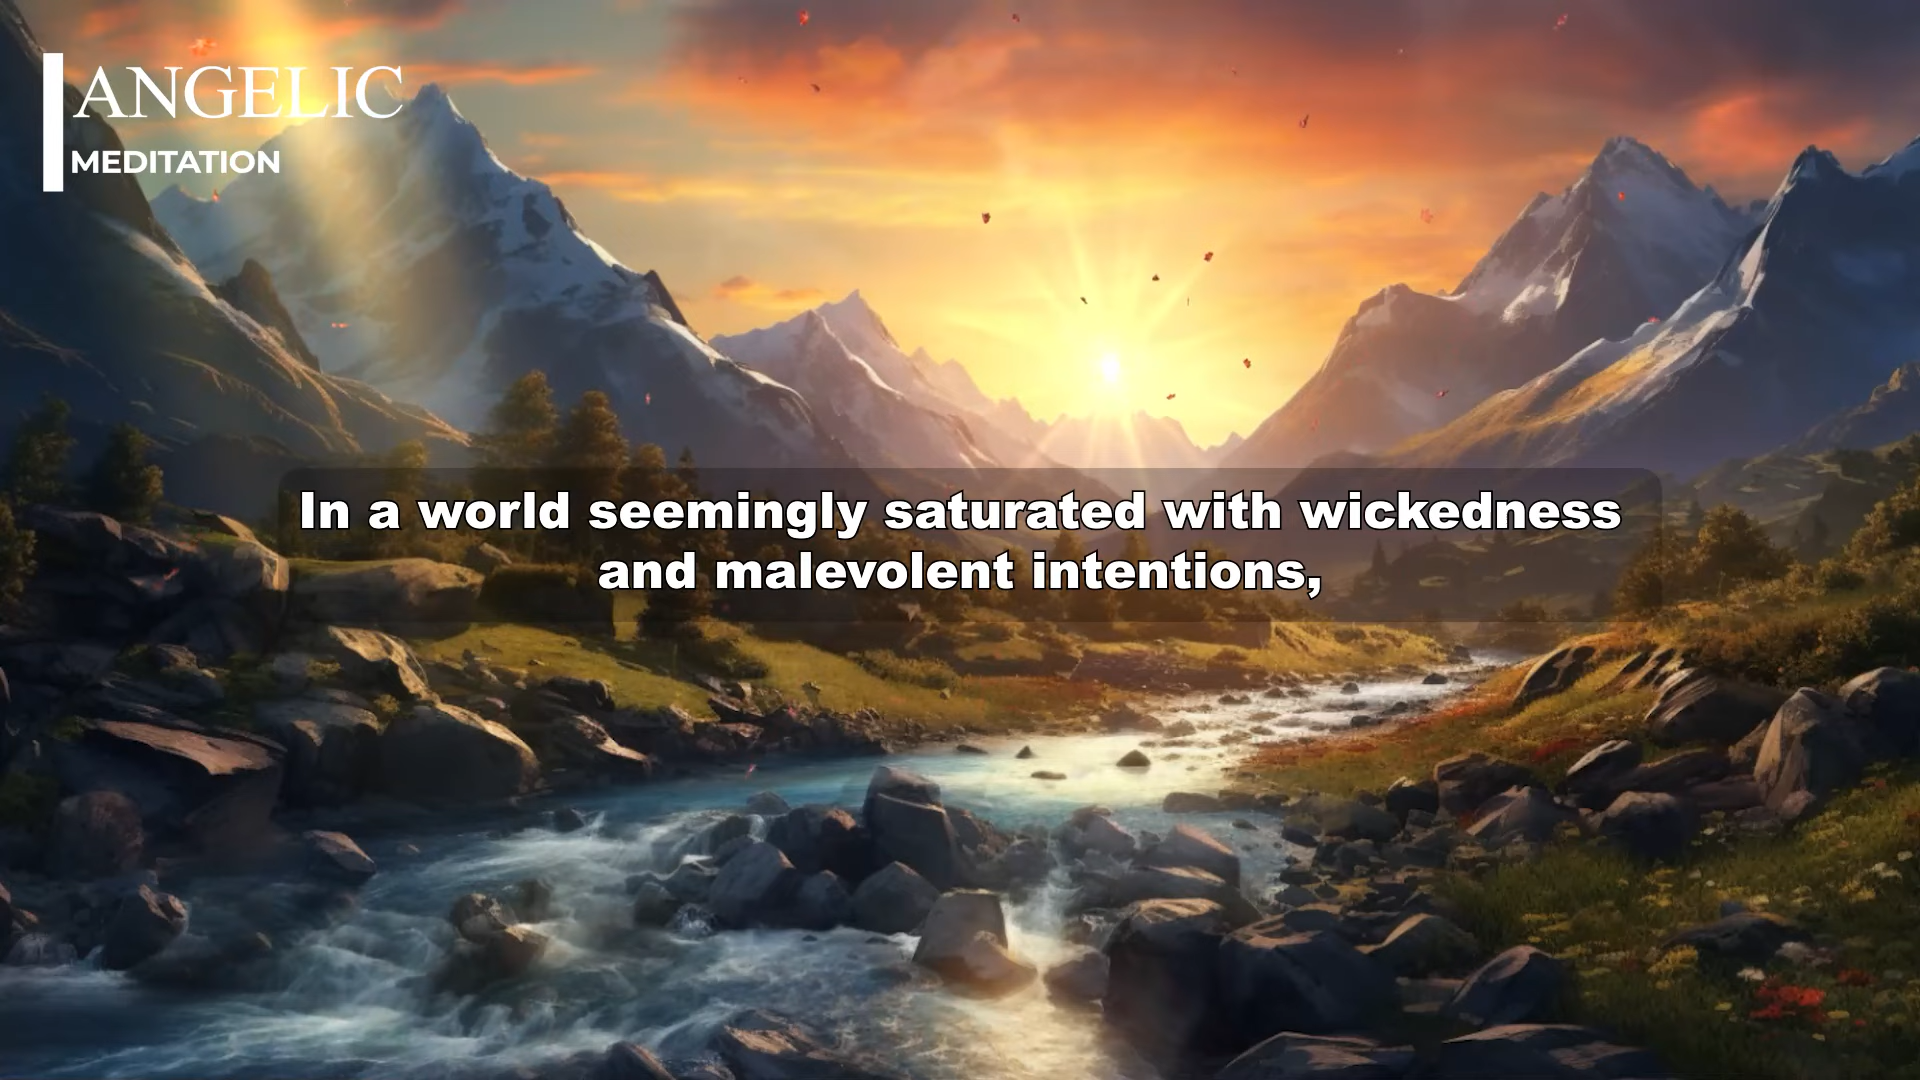 ANGELIC
MEDITATION
In a world seemingly saturated with wickedness
and malevolent intentions,